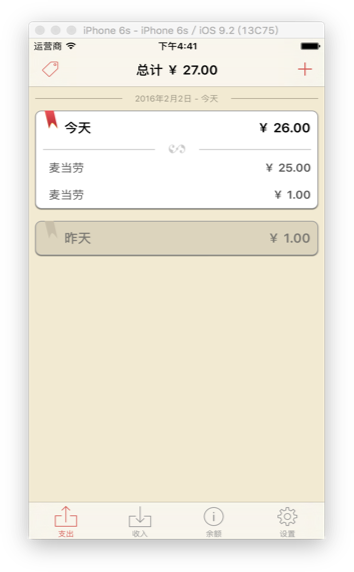 iPhone 6s - iPhone 6s / iOS 9.2 (13C75)
运营商 下午4:41
总计 ¥ 27.00
2016年2月2日 - 今天
今天 ¥ 26.00
麦当劳 ¥ 25.00
麦当劳 ¥ 1.00
昨天 ¥ 1.00
支出 收入 余额 设置